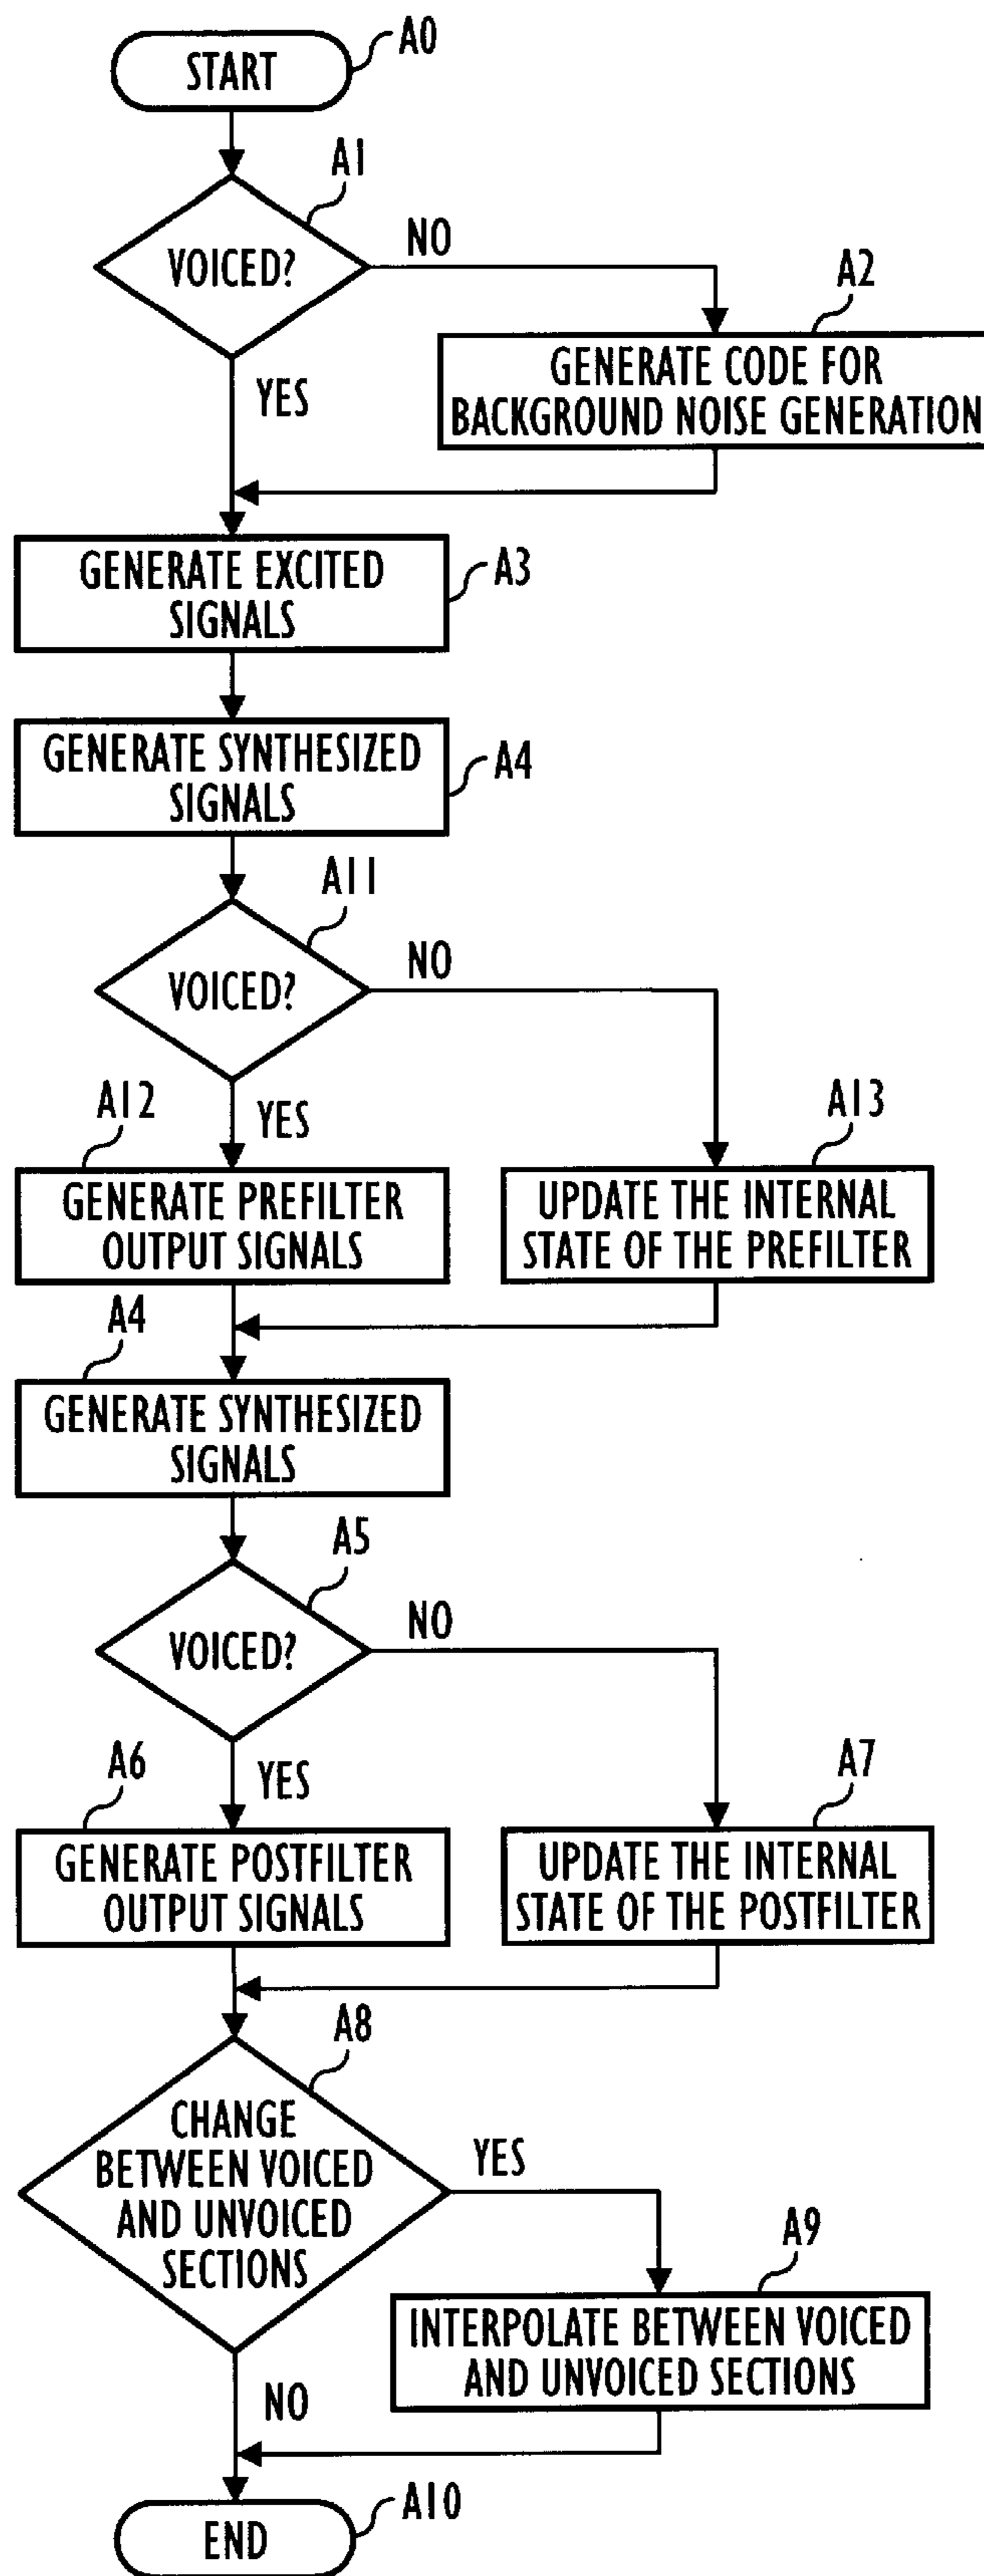 START
A0
A1
VOICED?
NO
A2
GENERATE CODE FOR
BACKGROUND NOISE GENERATION
YES
GENERATE EXCITED
SIGNALS
A3
GENERATE SYNTHESIZED
SIGNALS
A4
A11
VOICED?
NO
YES
A12
A13
GENERATE PREFILTER
OUTPUT SIGNALS
UPDATE THE INTERNAL
STATE OF THE PREFILTER
A4
GENERATE SYNTHESIZED
SIGNALS
A5
VOICED?
NO
YES
A6
A7
GENERATE POSTFILTER
OUTPUT SIGNALS
UPDATE THE INTERNAL
STATE OF THE POSTFILTER
A8
CHANGE
BETWEEN VOICED
AND UNVOICED
SECTIONS
YES
A9
INTERPOLATE BETWEEN VOICED
AND UNVOICED SECTIONS
NO
A10
END